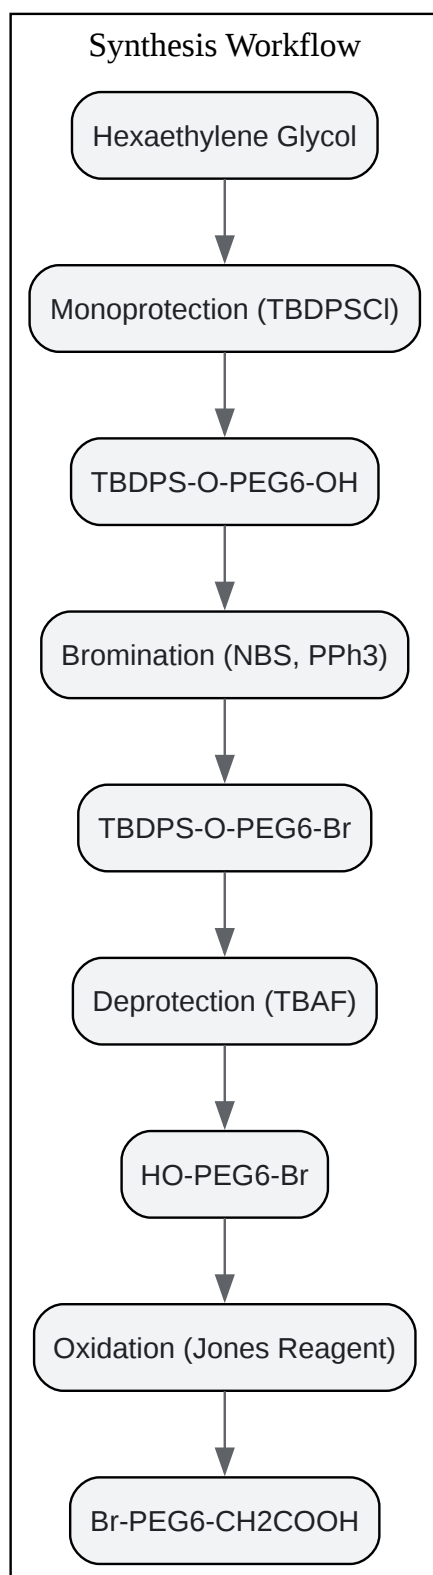 Synthesis Workflow
Hexaethylene Glycol
Monoprotection (TBDPSCl)
TBDPS-O-PEG6-OH
Bromination (NBS, PPh3)
TBDPS-O-PEG6-Br
Deprotection (TBAF)
HO-PEG6-Br
Oxidation (Jones Reagent)
Br-PEG6-CH2COOH